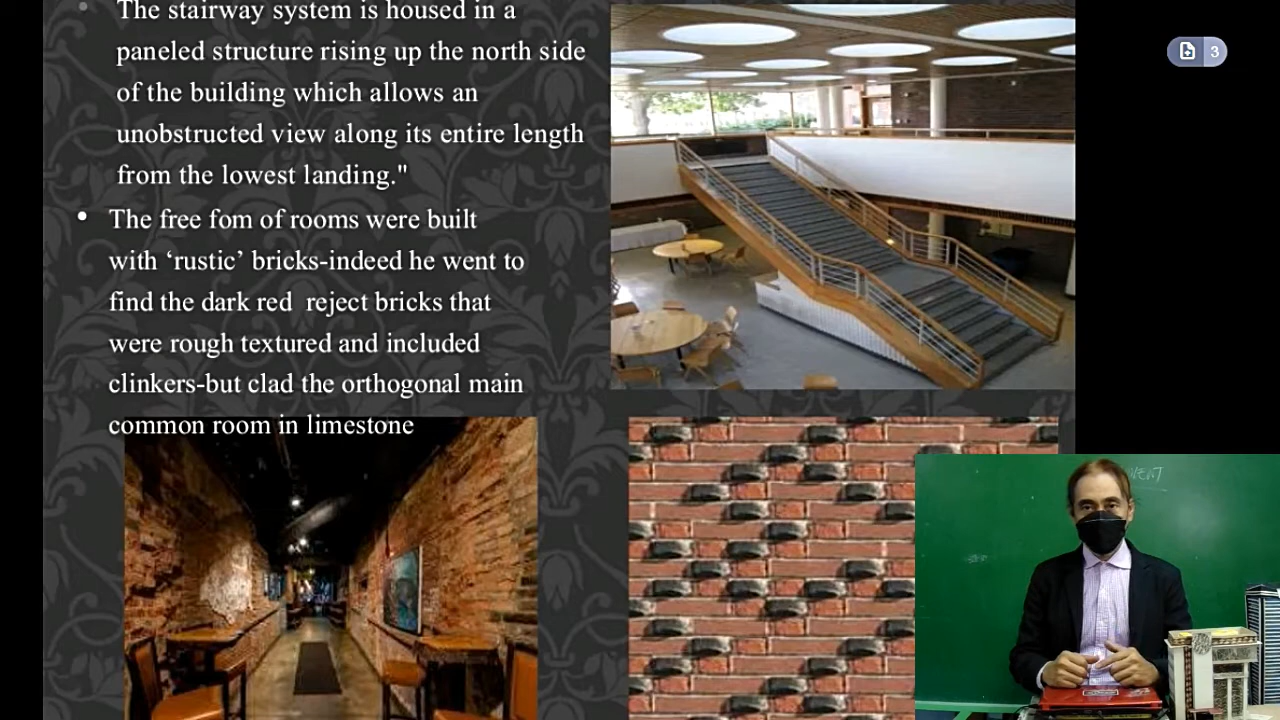 • The stairway system is housed in a
paneled structure rising up the north side
of the building which allows an
unobstructed view along its entire length
from the lowest landing."
• The free fom of rooms were built
with ‘rustic’ bricks-indeed he went to
find the dark red reject bricks that
were rough textured and included
clinkers-but clad the orthogonal main
common room in limestone
3